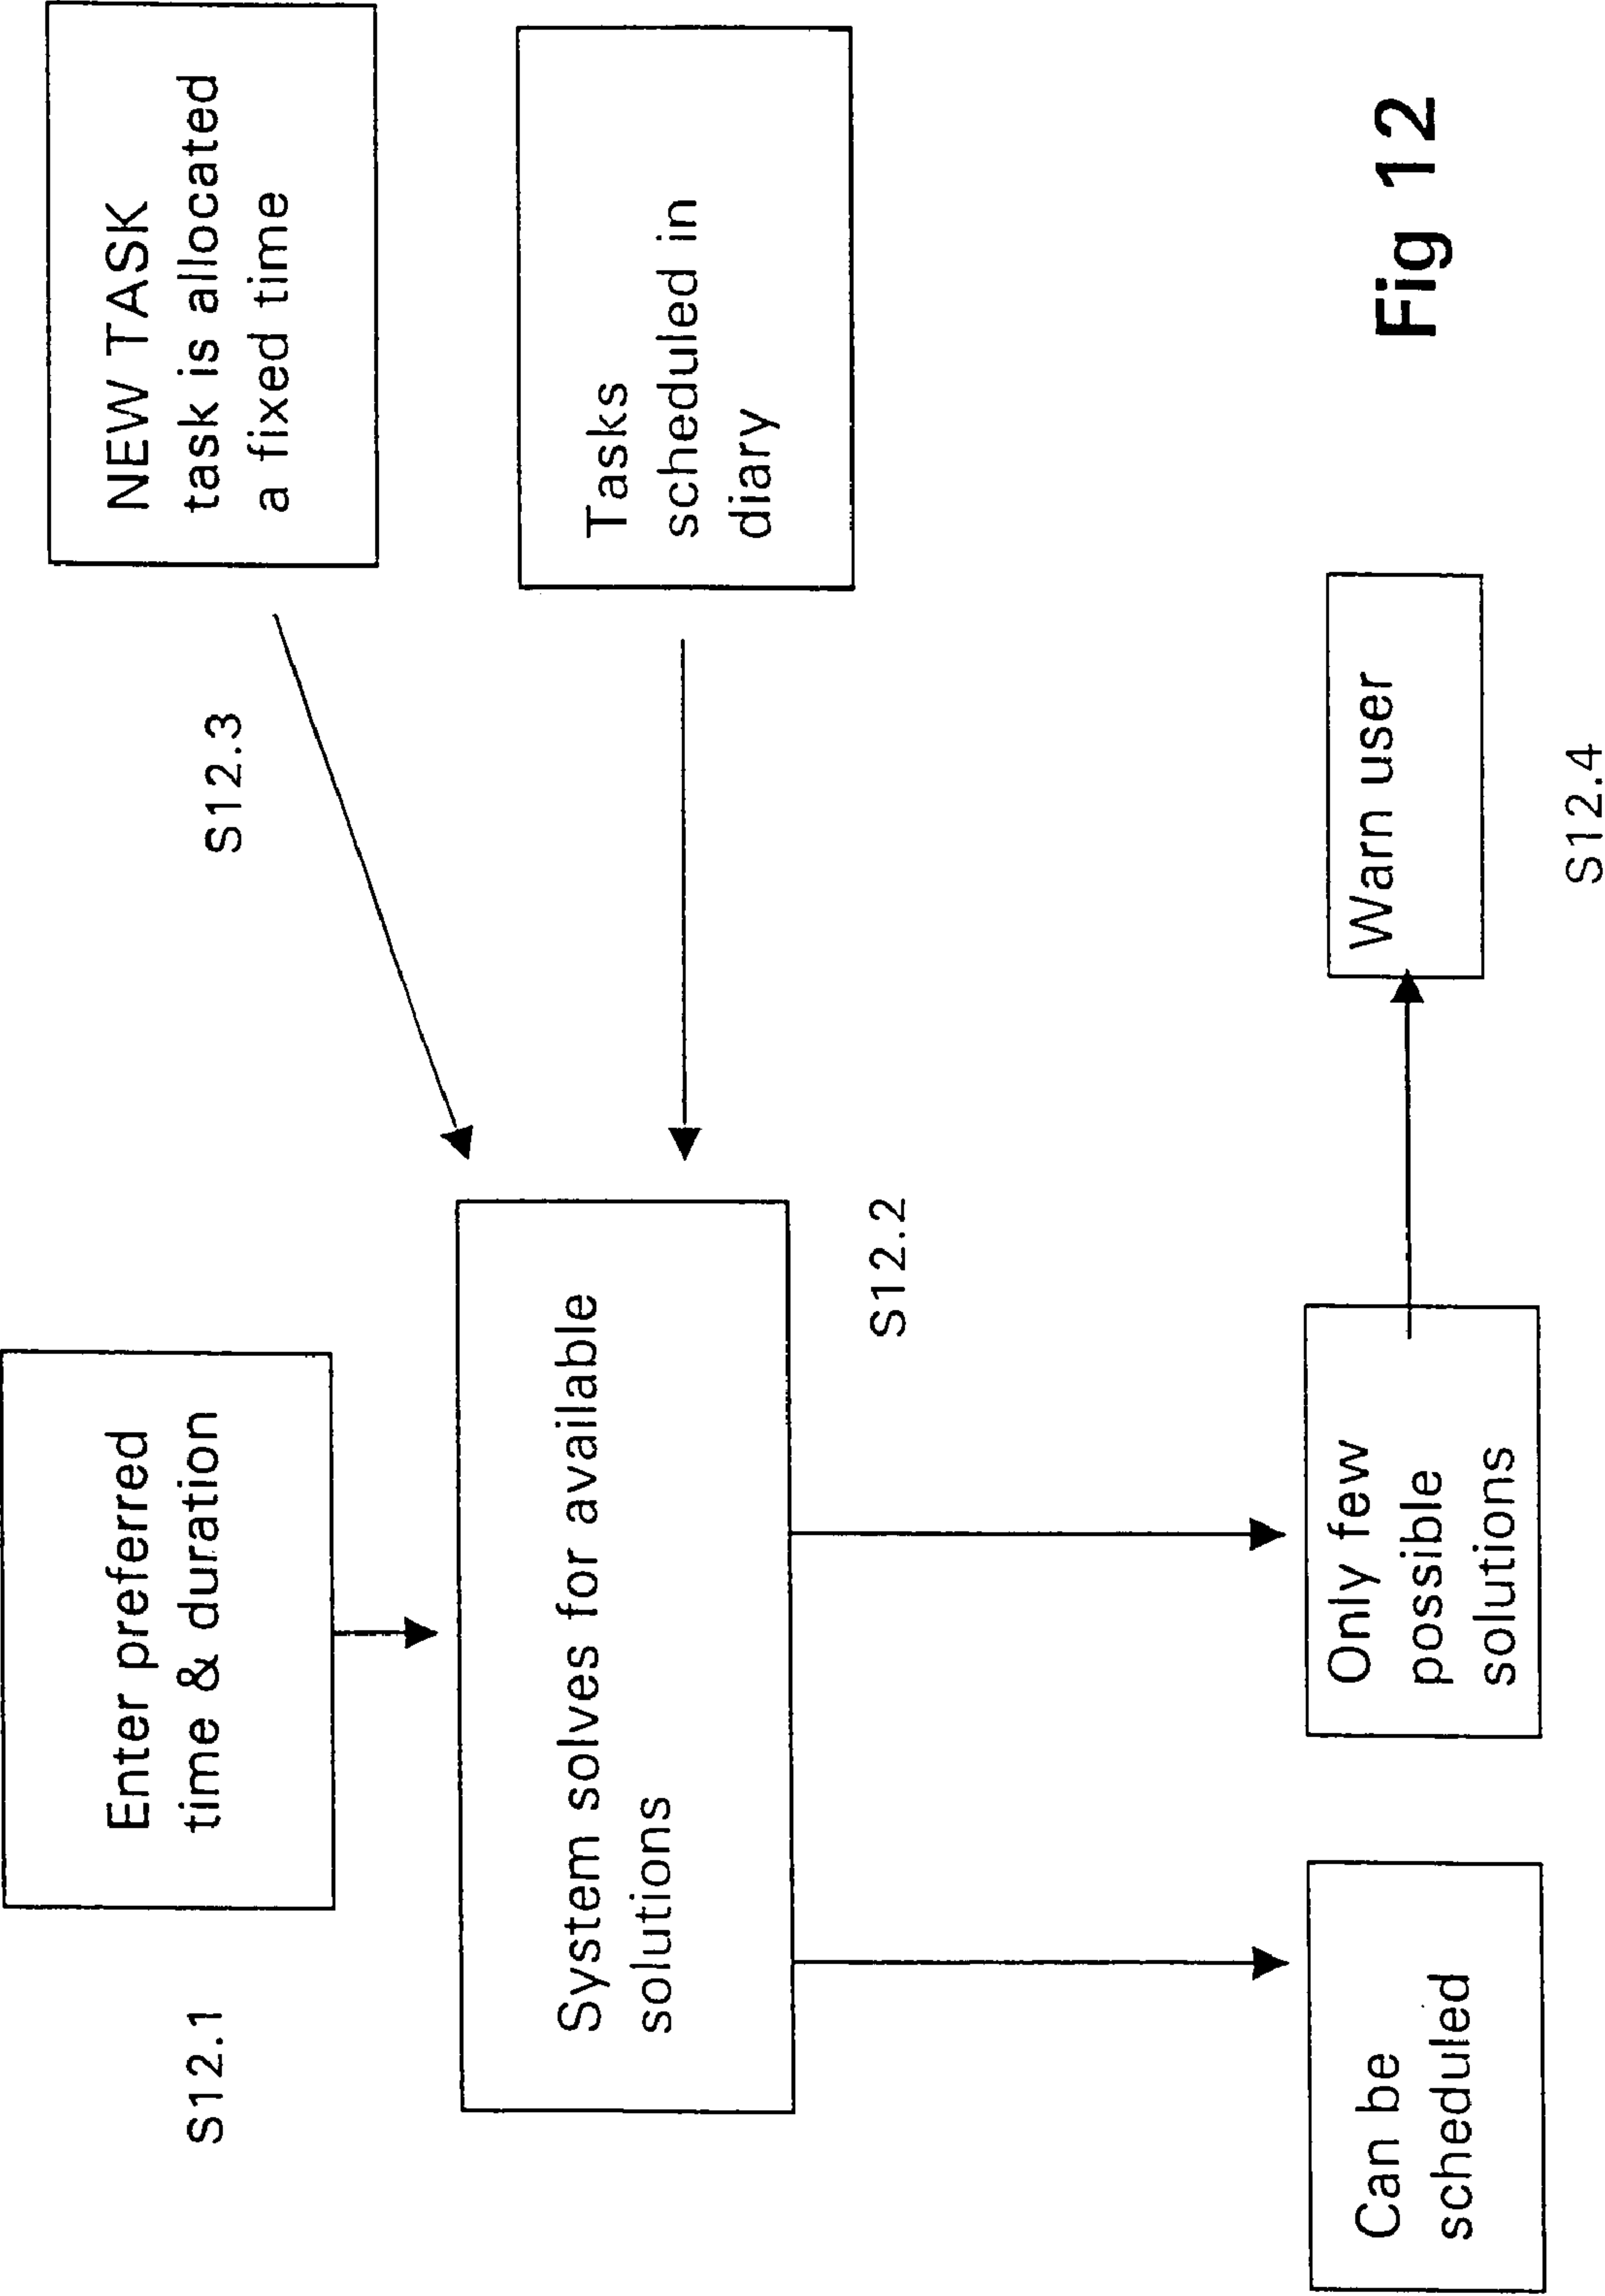 S12.1
Enter preferred
time & duration
NEW TASK
task is allocated
a fixed time
S12.3
System solves for available
solutions
Tasks
scheduled in
diary
S12.2
Can be
scheduled
Only few
possible
solutions
Warn user
S12.4
Fig 12